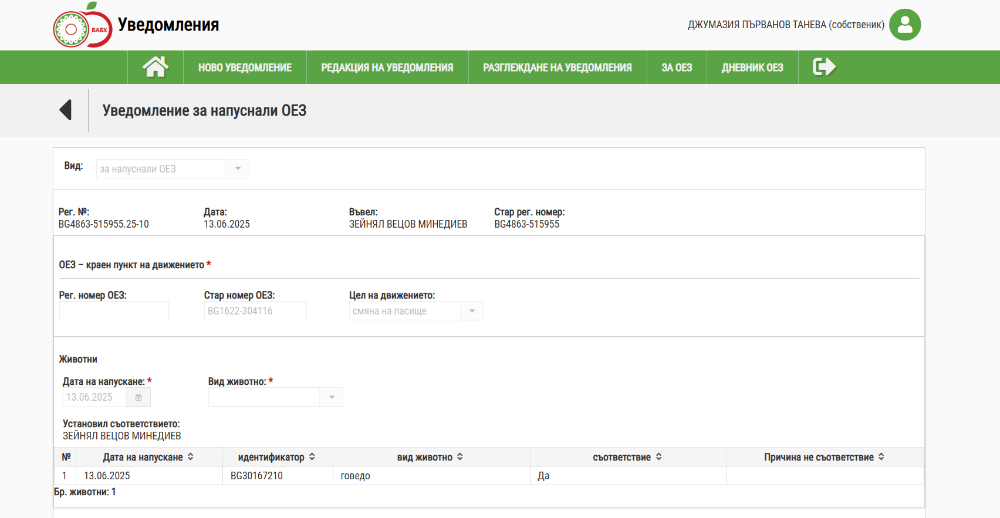 БАБХ
Уведомления
ДЖУМАЗИЯ ПЪРВАНОВ ТАНЕВА (собственик)
НОВО УВЕДОМЛЕНИЕ РЕДАКЦИЯ НА УВЕДОМЛЕНИЯ РАЗГЛЕЖДАНЕ НА УВЕДОМЛЕНИЯ ЗА ОЕЗ ДНЕВНИК ОЕЗ
Уведомление за напуснали ОЕЗ
Вид: за напуснали ОЕЗ
Рег. №: Дата: Въвел: Стар рег. номер:
BG4863-515955.25-10 13.06.2025 ЗЕЙНЯЛ ВЕЦОВ МИНЕДИЕВ BG4863-515955
ОЕЗ – краен пункт на движението *
Рег. номер ОЕЗ: Стар номер ОЕЗ: Цел на движението:
BG1622-304116 смяна на пасище
Животни
Дата на напускане: * Вид животно: *
13.06.2025
Установил съответствието:
ЗЕЙНЯЛ ВЕЦОВ МИНЕДИЕВ
№ Дата на напускане идентификатор вид животно съответствие Причина не съответствие
1 13.06.2025 BG30167210 говедо Да
Бр. животни: 1